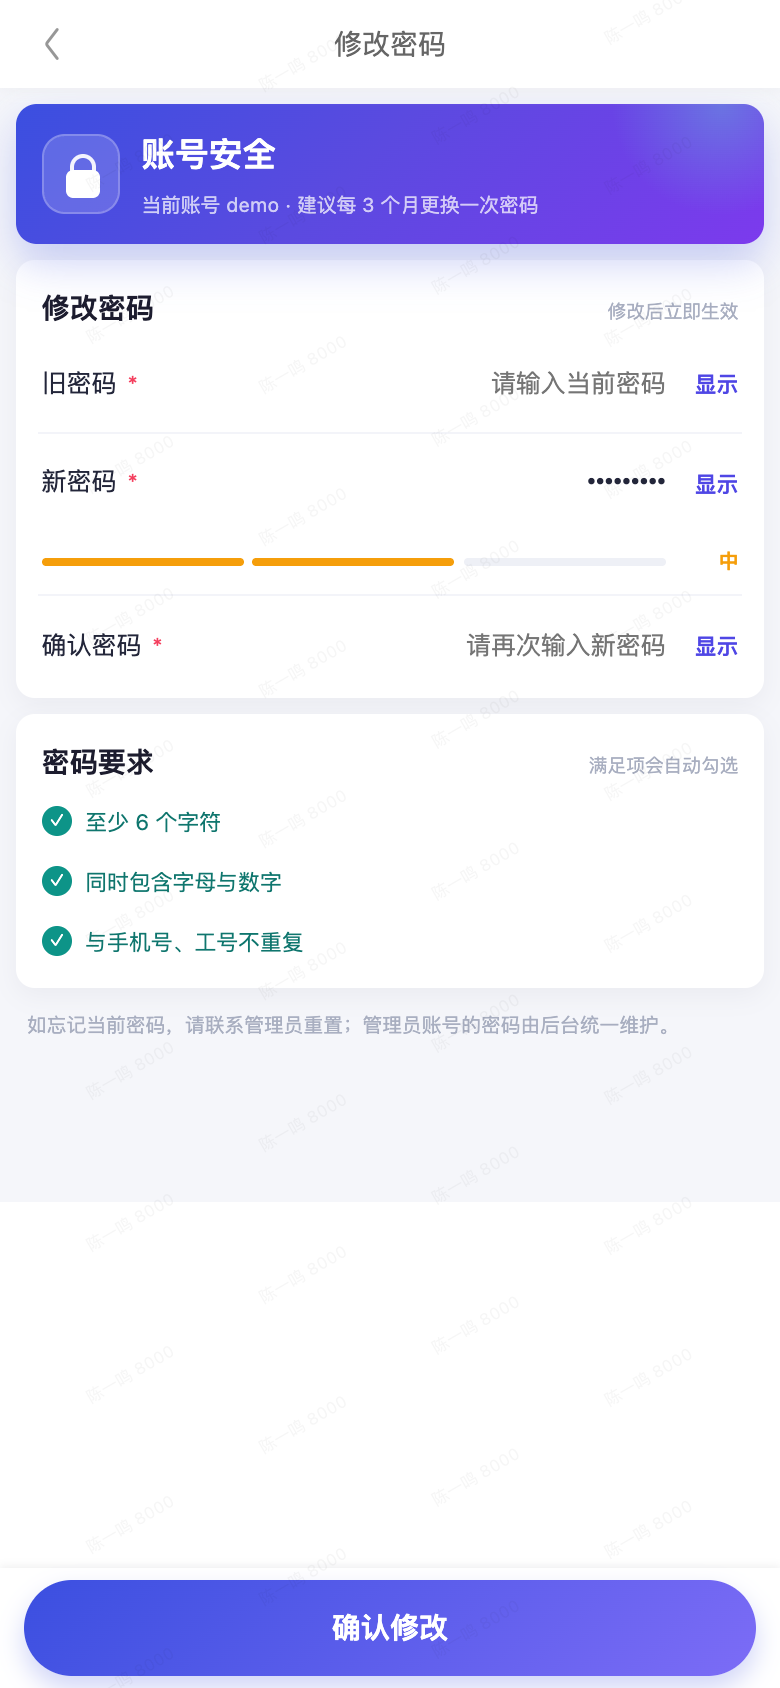 修改密码
账号安全
当前账号 demo · 建议每 3 个月更换一次密码
修改密码
修改后立即生效
旧密码 *
请输入当前密码
显示
新密码 *
•••••••••
显示
中
确认密码 *
请再次输入新密码
显示
密码要求
满足项会自动勾选
至少 6 个字符
同时包含字母与数字
与手机号、工号不重复
如忘记当前密码，请联系管理员重置；管理员账号的密码由后台统一维护。
确认修改
陈一鸣 8000